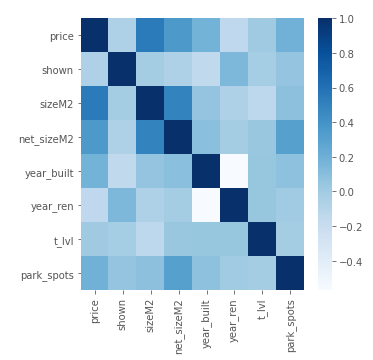 price
shown
sizeM2
net_sizeM2
year_built
year_ren
t_lvl
park_spots
price
shown
sizeM2
net_sizeM2
year_built
year_ren
t_lvl
park_spots
1.0
0.8
0.6
0.4
0.2
0.0
−0.2
−0.4